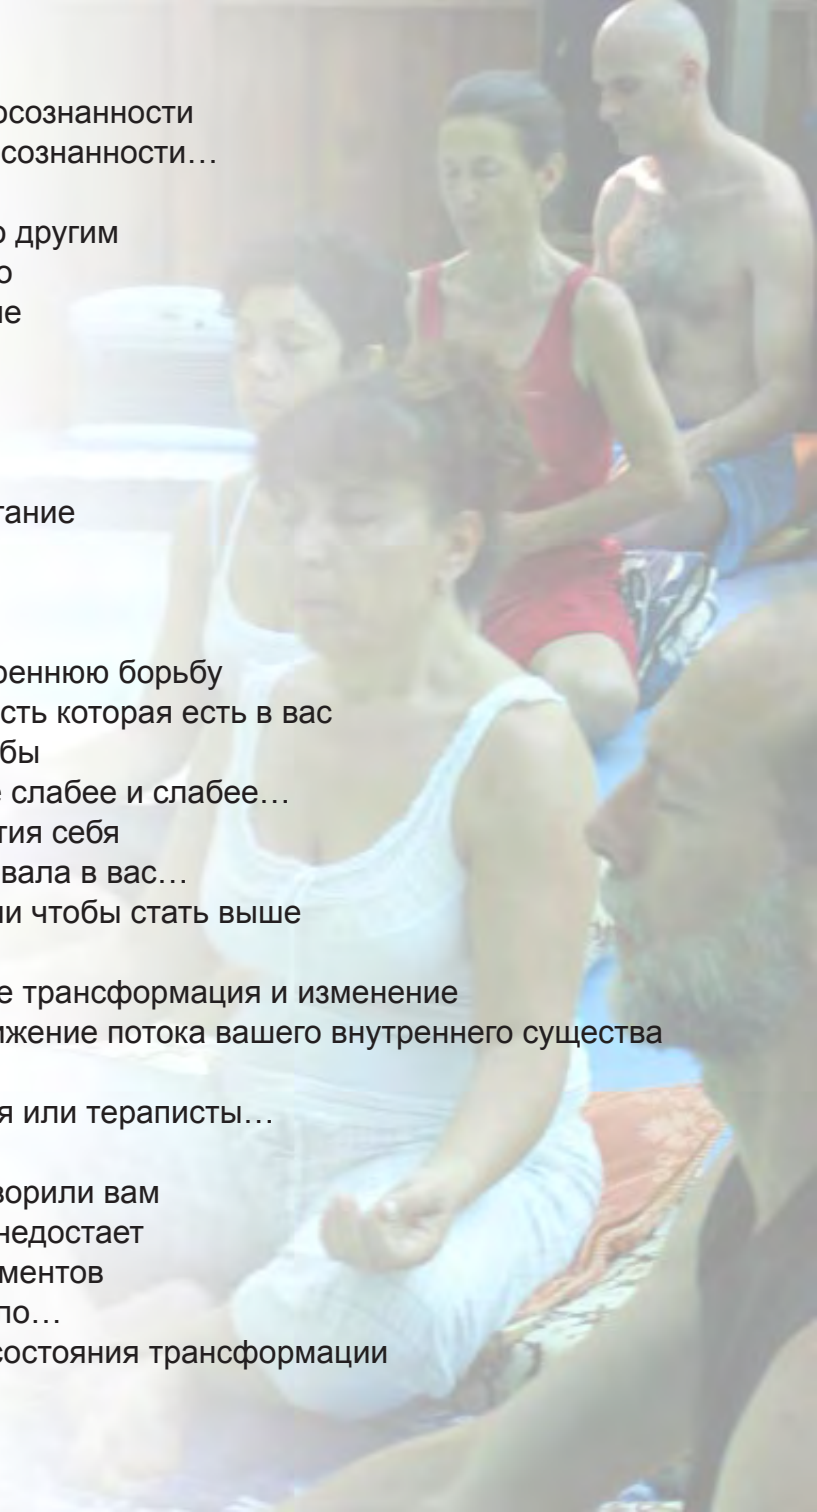 осознанности
сознанности…
другим
о
е
тание
реннюю борьбу
сть которая есть в вас
бы
е слабее и слабее…
тия себя
вала в вас…
ли чтобы стать выше
е трансформация и изменение
ижение потока вашего внутреннего существа
я или тераписты…
ворили вам
недостает
ментов
ло…
состояния трансформации